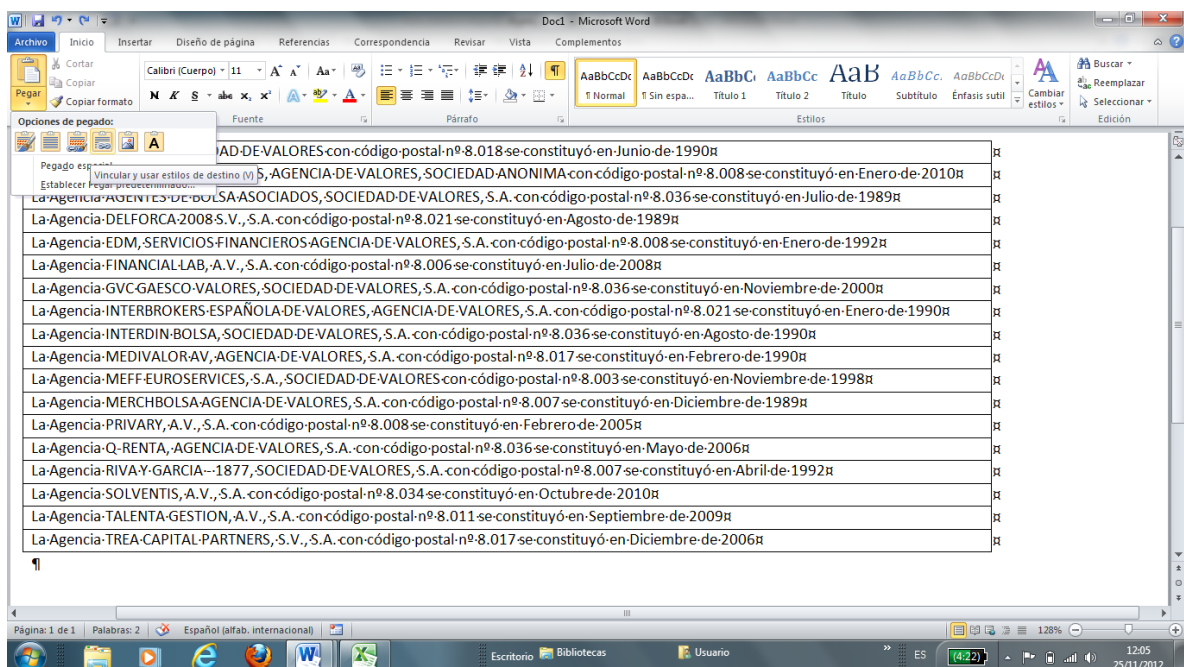 Doc1 - Microsoft Word
Archivo Inicio Insertar Diseño de página Referencias Correspondencia Revisar Vista Complementos
Pegar
Cortar
Copiar
Copiar formato
Calibri (Cuerpo) 11
N K S abc x₂ x²
Fuente
Párrafo
AaBbCcDc AaBbCcDc AaBbC AaBbCc AaB AaBbCc. AaBbCcDc
¶ Normal ¶ Sin espa... Título 1 Título 2 Título Subtítulo Énfasis sutil
Estilos
Cambiar estilos
Buscar
Reemplazar
Seleccionar
Edición
Opciones de pegado:
Pegado especial
Vincular y usar estilos de destino (V)
Establecer Pegar predeterminado...
AD·DE·VALORES·con·código·postal·nº·8.018·se·constituyó·en·Junio·de·1990¤
S,·AGENCIA·DE·VALORES,·SOCIEDAD·ANONIMA·con·código·postal·nº·8.008·se·constituyó·en·Enero·de·2010¤
La·Agencia·AGENTES·DE·BOLSA·ASOCIADOS,·SOCIEDAD·DE·VALORES,·S.A.·con·código·postal·nº·8.036·se·constituyó·en·Julio·de·1989¤
La·Agencia·DELFORCA·2008·S.V.,·S.A.·con·código·postal·nº·8.021·se·constituyó·en·Agosto·de·1989¤
La·Agencia·EDM,·SERVICIOS·FINANCIEROS·AGENCIA·DE·VALORES,·S.A.·con·código·postal·nº·8.008·se·constituyó·en·Enero·de·1992¤
La·Agencia·FINANCIAL·LAB,·A.V.,·S.A.·con·código·postal·nº·8.006·se·constituyó·en·Julio·de·2008¤
La·Agencia·GVC·GAESCO·VALORES,·SOCIEDAD·DE·VALORES,·S.A.·con·código·postal·nº·8.036·se·constituyó·en·Noviembre·de·2000¤
La·Agencia·INTERBROKERS·ESPAÑOLA·DE·VALORES,·AGENCIA·DE·VALORES,·S.A.·con·código·postal·nº·8.021·se·constituyó·en·Enero·de·1990¤
La·Agencia·INTERDIN·BOLSA,·SOCIEDAD·DE·VALORES,·S.A.·con·código·postal·nº·8.036·se·constituyó·en·Agosto·de·1990¤
La·Agencia·MEDIVALOR·AV,·AGENCIA·DE·VALORES,·S.A.·con·código·postal·nº·8.017·se·constituyó·en·Febrero·de·1990¤
La·Agencia·MEFF·EUROSERVICES,·S.A.,·SOCIEDAD·DE·VALORES·con·código·postal·nº·8.003·se·constituyó·en·Noviembre·de·1998¤
La·Agencia·MERCHBOLSA·AGENCIA·DE·VALORES,·S.A.·con·código·postal·nº·8.007·se·constituyó·en·Diciembre·de·1989¤
La·Agencia·PRIVARY,·A.V.,·S.A.·con·código·postal·nº·8.008·se·constituyó·en·Febrero·de·2005¤
La·Agencia·Q-RENTA,·AGENCIA·DE·VALORES,·S.A.·con·código·postal·nº·8.036·se·constituyó·en·Mayo·de·2006¤
La·Agencia·RIVA·Y·GARCIA·-·1877,·SOCIEDAD·DE·VALORES,·S.A.·con·código·postal·nº·8.007·se·constituyó·en·Abril·de·1992¤
La·Agencia·SOLVENTIS,·A.V.,·S.A.·con·código·postal·nº·8.034·se·constituyó·en·Octubre·de·2010¤
La·Agencia·TALENTA·GESTION,·A.V.,·S.A.·con·código·postal·nº·8.011·se·constituyó·en·Septiembre·de·2009¤
La·Agencia·TREA·CAPITAL·PARTNERS,·S.V.,·S.A.·con·código·postal·nº·8.017·se·constituyó·en·Diciembre·de·2006¤
¶
Página: 1 de 1 Palabras: 2 Español (alfab. internacional) 128%
Escritorio Bibliotecas Usuario » ES (4:22) 12:05
25/11/2012